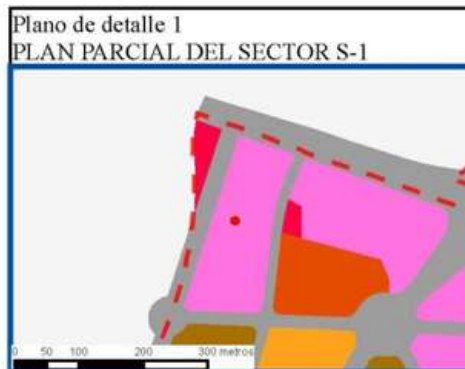 Plano de detalle 1
PLAN PARCIAL DEL SECTOR S-1
0 50 100 200 300 metros